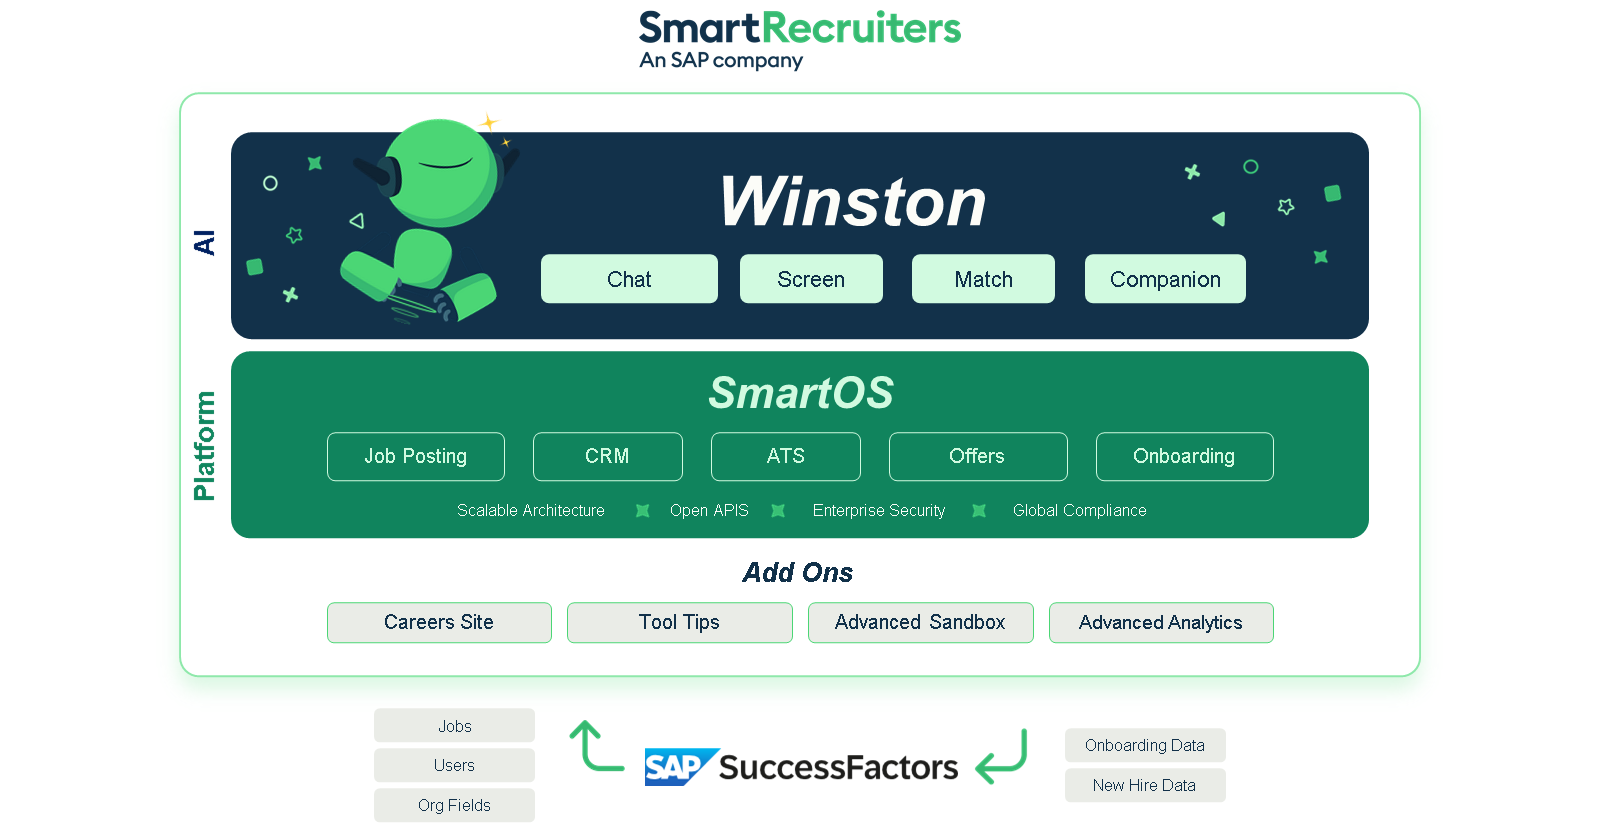 SmartRecruiters
An SAP company
AI
Winston
Chat
Screen
Match
Companion
Platform
SmartOS
Job Posting
CRM
ATS
Offers
Onboarding
Scalable Architecture
Open APIS
Enterprise Security
Global Compliance
Add Ons
Careers Site
Tool Tips
Advanced Sandbox
Advanced Analytics
Jobs
Users
Org Fields
SAP SuccessFactors
Onboarding Data
New Hire Data